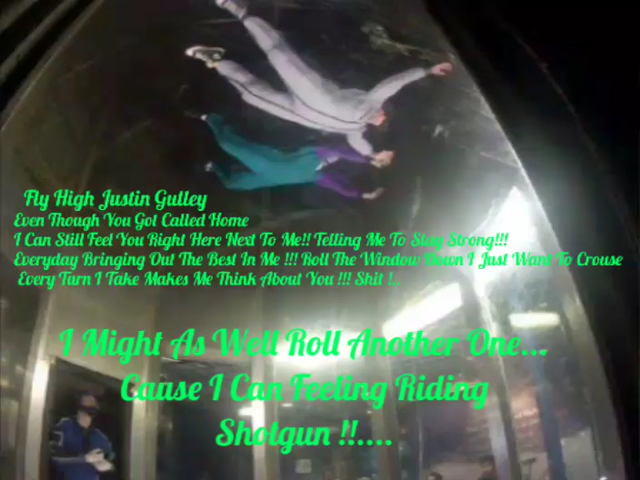 Fly High Justin Gulley
Even Though You Got Called Home
I Can Still Feel You Right Here Next To Me!! Telling Me To Stay Strong!!!
Everyday Bringing Out The Best In Me !!! Roll The Window Down I Just Want To Crouse
Every Turn I Take Makes Me Think About You !!! Shit !..
I Might As Well Roll Another One...
Cause I Can Feeling Riding
Shotgun !!....